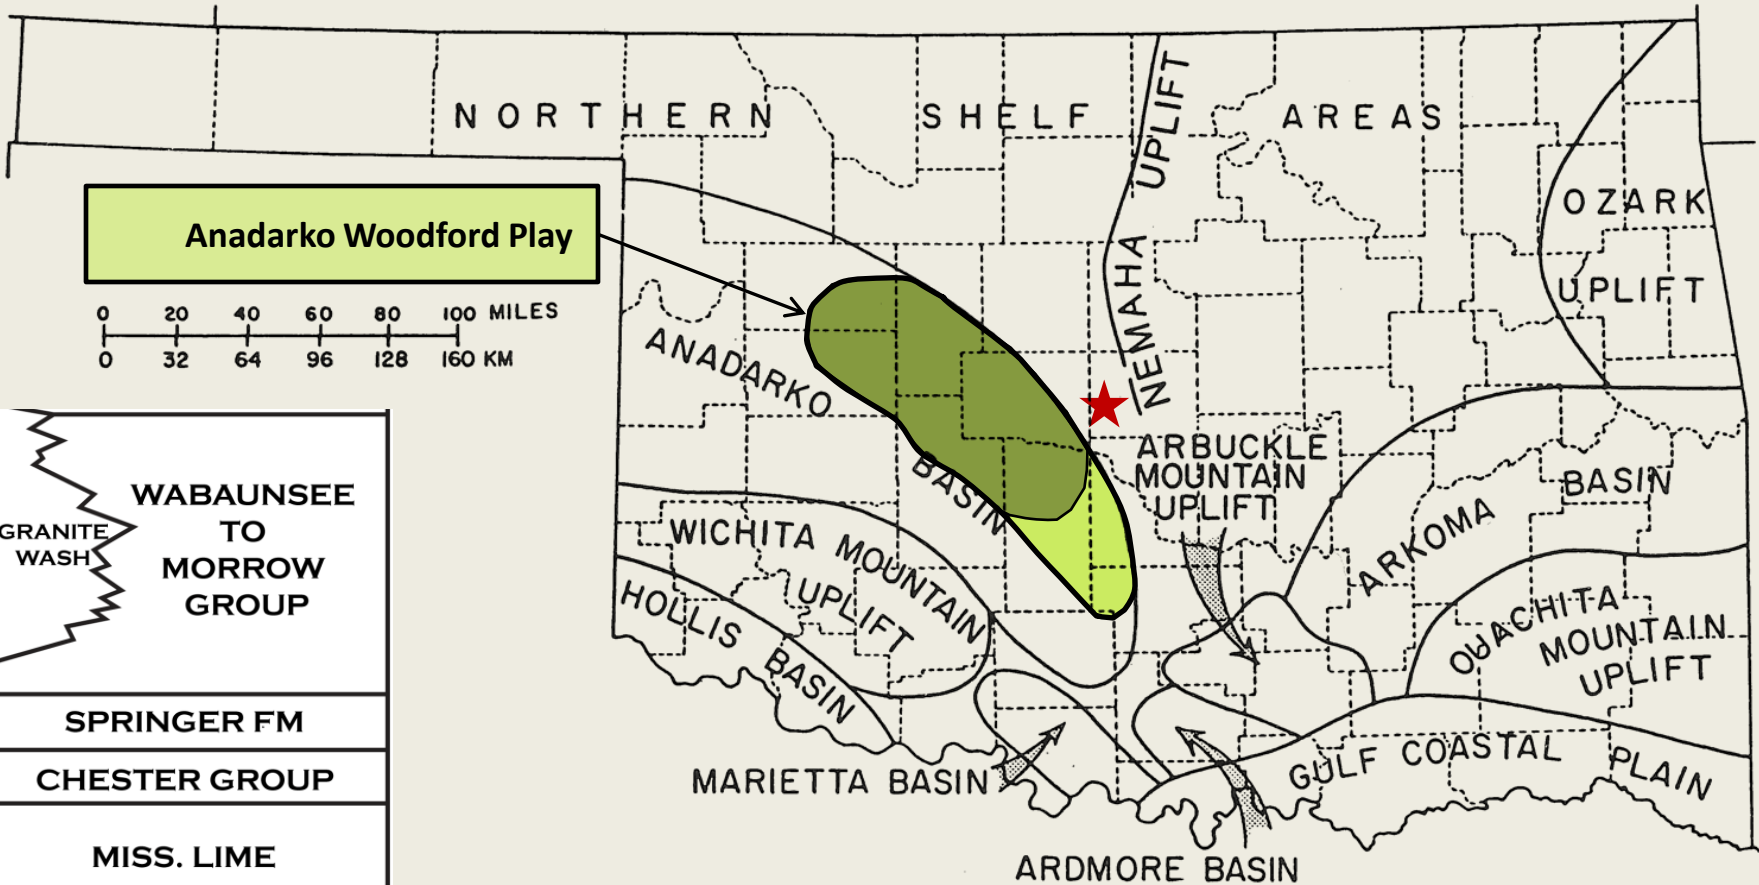 NORTHERN SHELF AREAS
NEMAHA UPLIFT
OZARK
UPLIFT
Anadarko Woodford Play
0 20 40 60 80 100 MILES
0 32 64 96 128 160 KM
ANADARKO
BASIN
ARBUCKLE
MOUNTAIN
UPLIFT
ARKOMA BASIN
WICHITA MOUNTAIN
UPLIFT
HOLLIS BASIN
OUACHITA
MOUNTAIN
UPLIFT
MARIETTA BASIN
GULF COASTAL PLAIN
ARDMORE BASIN
GRANITE
WASH
WABAUNSEE
TO
MORROW
GROUP
SPRINGER FM
CHESTER GROUP
MISS. LIME